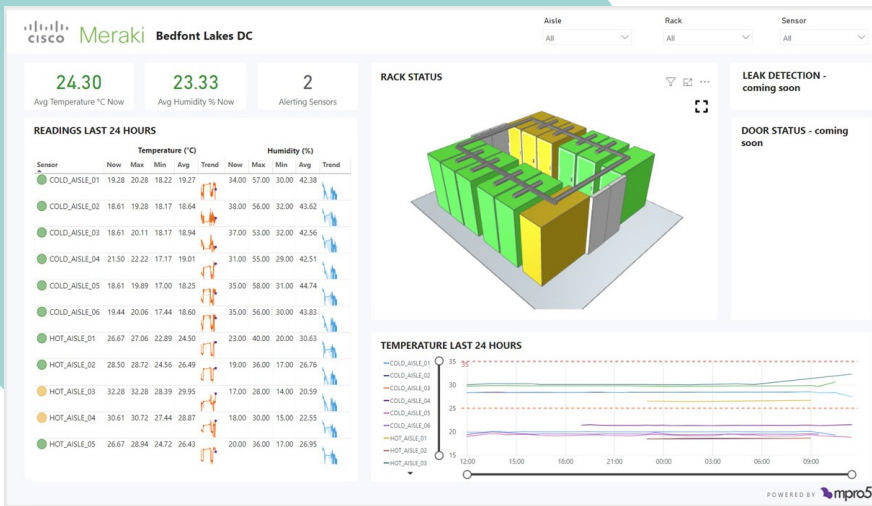 CISCO Meraki Bedfont Lakes DC
Aisle Rack Sensor
All All All
24.30 23.33 2
Avg Temperature °C Now Avg Humidity % Now Alerting Sensors
READINGS LAST 24 HOURS
Temperature (°C) Humidity (%)
Sensor Now Max Min Avg Trend Now Max Min Avg Trend
COLD_AISLE_01 19.28 20.28 18.22 19.27 34.00 57.00 30.00 42.38
COLD_AISLE_02 18.61 19.28 18.17 18.64 38.00 56.00 32.00 43.62
COLD_AISLE_03 18.61 20.11 18.17 18.94 37.00 53.00 32.00 42.56
COLD_AISLE_04 21.50 22.22 17.17 19.01 31.00 55.00 29.00 42.51
COLD_AISLE_05 18.61 19.89 17.00 18.25 35.00 58.00 31.00 44.74
COLD_AISLE_06 19.44 20.06 17.44 18.60 35.00 56.00 30.00 43.83
HOT_AISLE_01 26.67 27.06 22.89 24.50 23.00 40.00 20.00 30.63
HOT_AISLE_02 28.50 28.72 24.56 26.49 19.00 36.00 17.00 26.76
HOT_AISLE_03 32.28 32.28 28.39 29.95 17.00 28.00 14.00 20.59
HOT_AISLE_04 30.61 30.72 27.44 28.87 18.00 30.00 15.00 22.55
HOT_AISLE_05 26.67 28.94 24.72 26.43 20.00 36.00 17.00 26.95
RACK STATUS
LEAK DETECTION -
coming soon
DOOR STATUS - coming
soon
TEMPERATURE LAST 24 HOURS
COLD_AISLE_01
COLD_AISLE_02
COLD_AISLE_03
COLD_AISLE_04
COLD_AISLE_05
COLD_AISLE_06
HOT_AISLE_01
HOT_AISLE_02
HOT_AISLE_03
35
35
30
25
20
15
12:00 15:00 18:00 21:00 00:00 03:00 06:00 09:00
POWERED BY mpro5